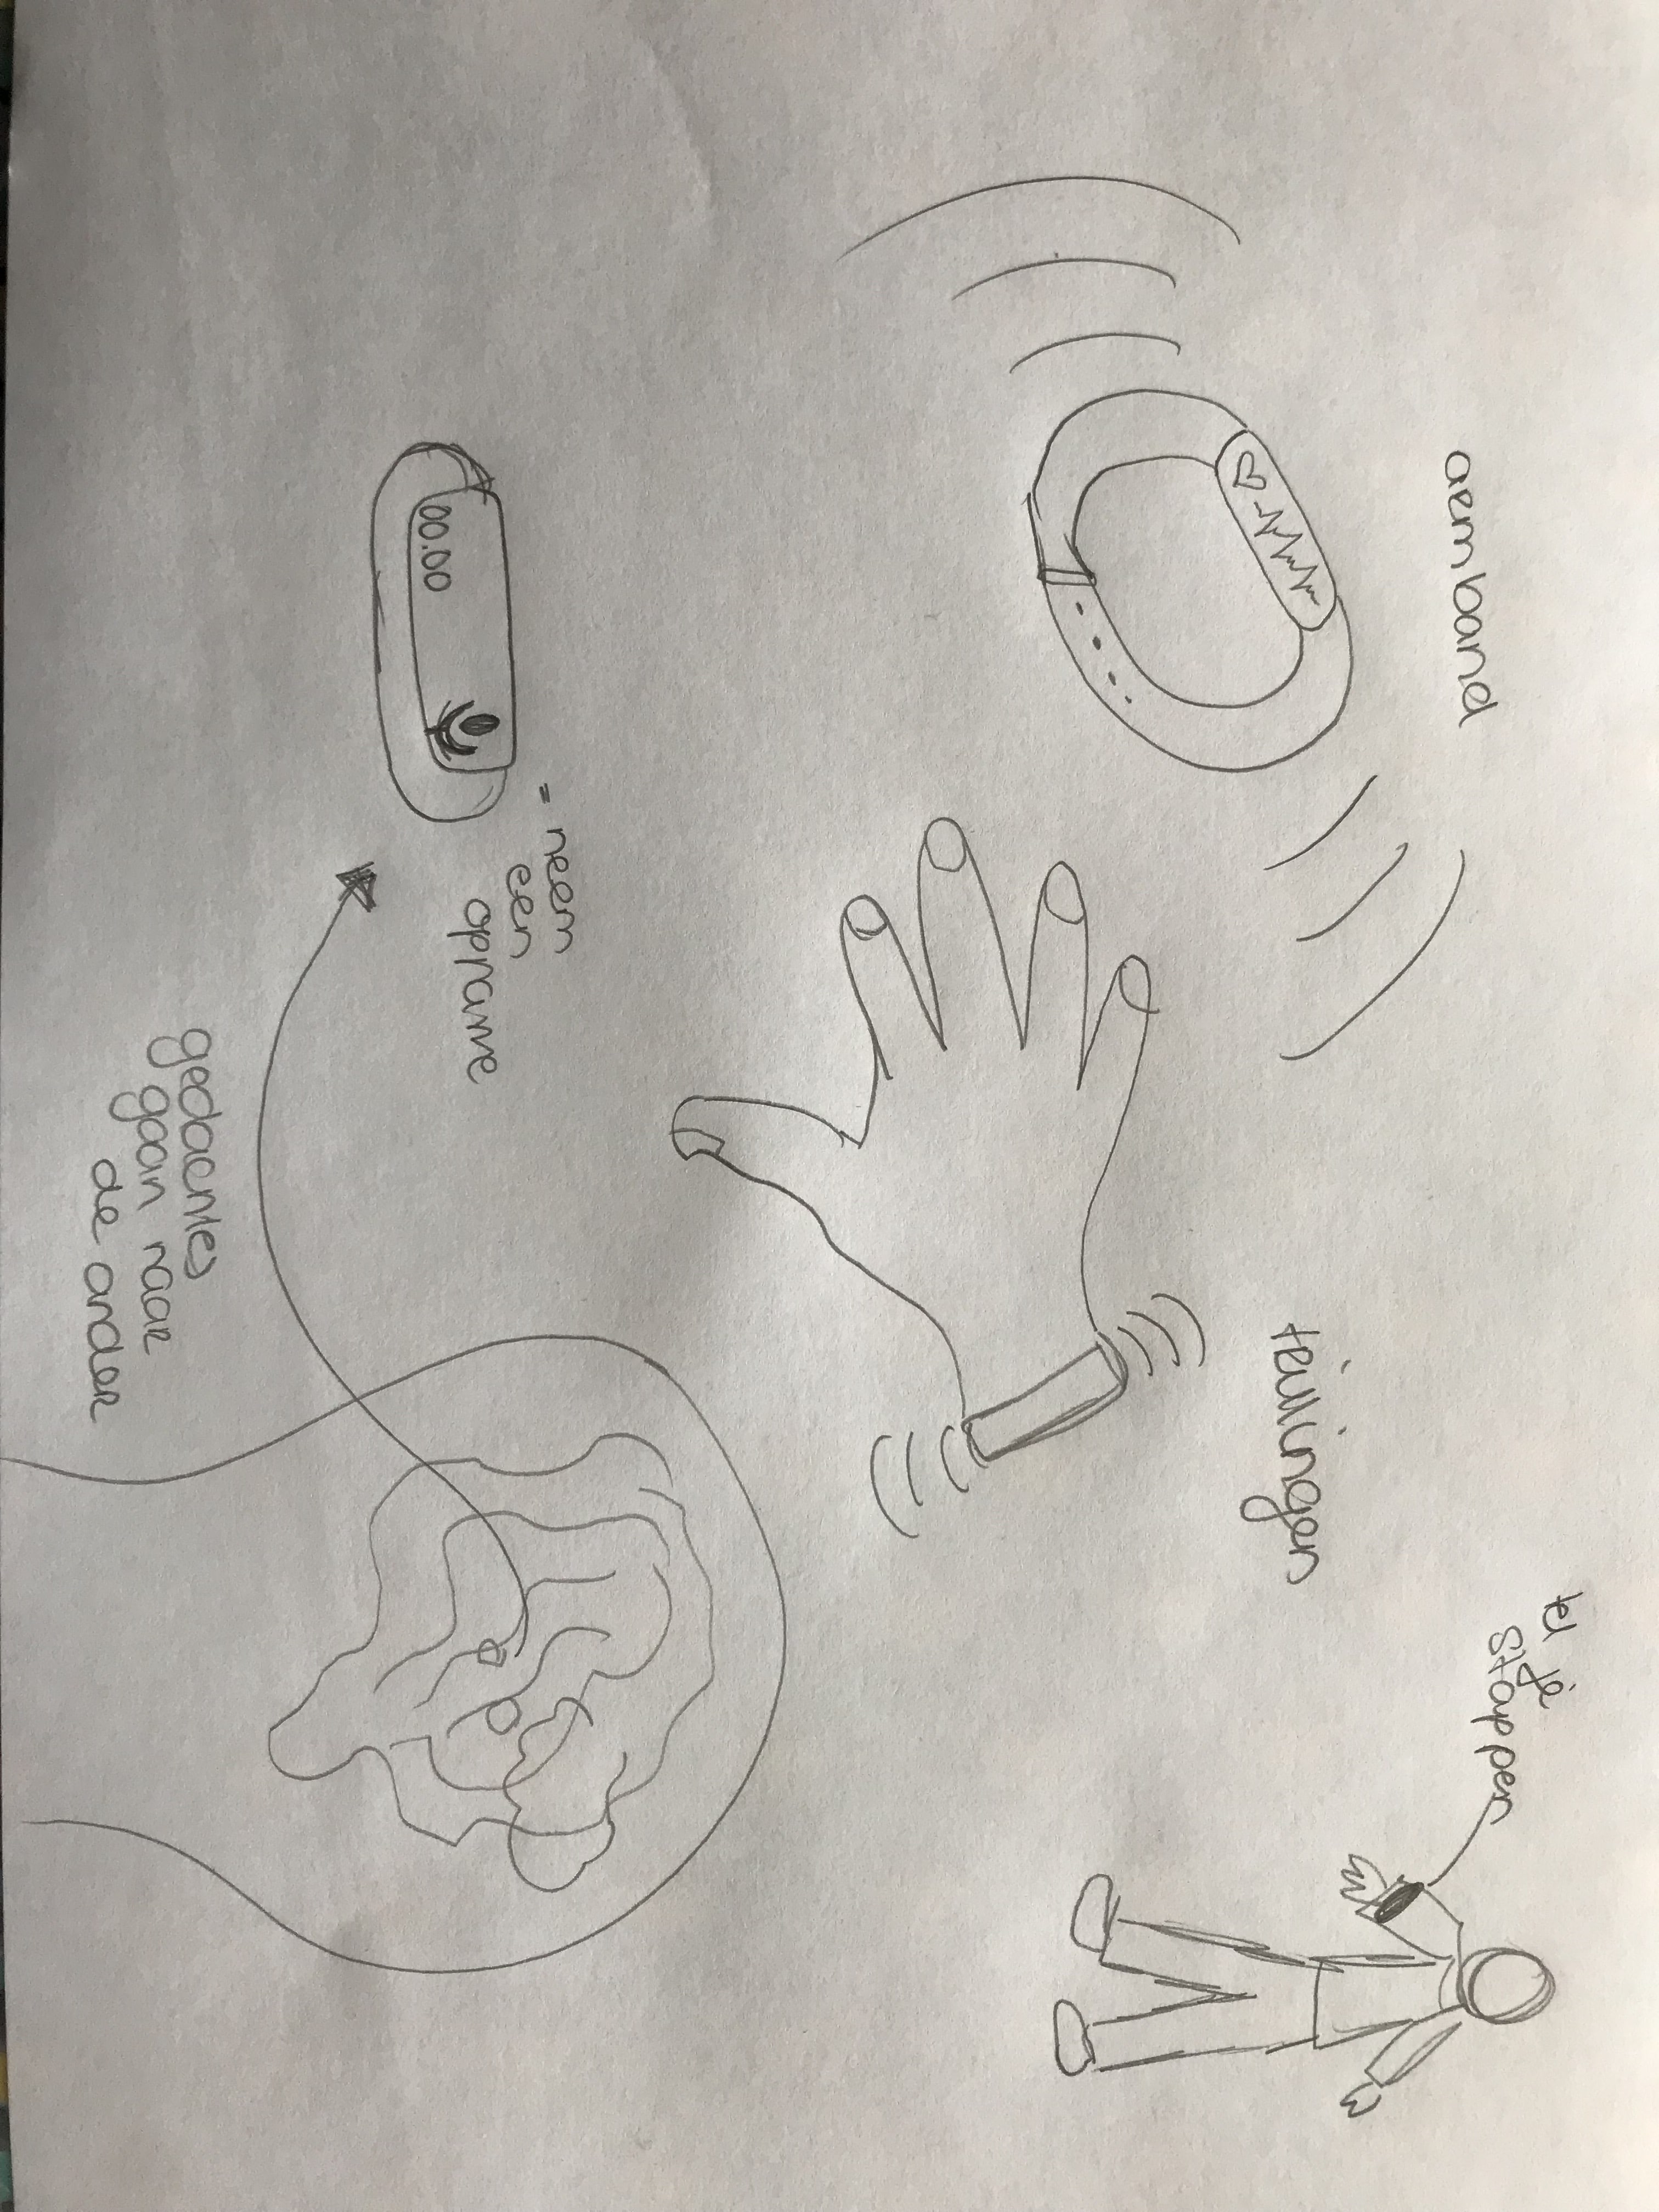 armband
trillingen
tel je
stappen
00.00
= neem
een
opname
gedachtes
gaan naar
de ander